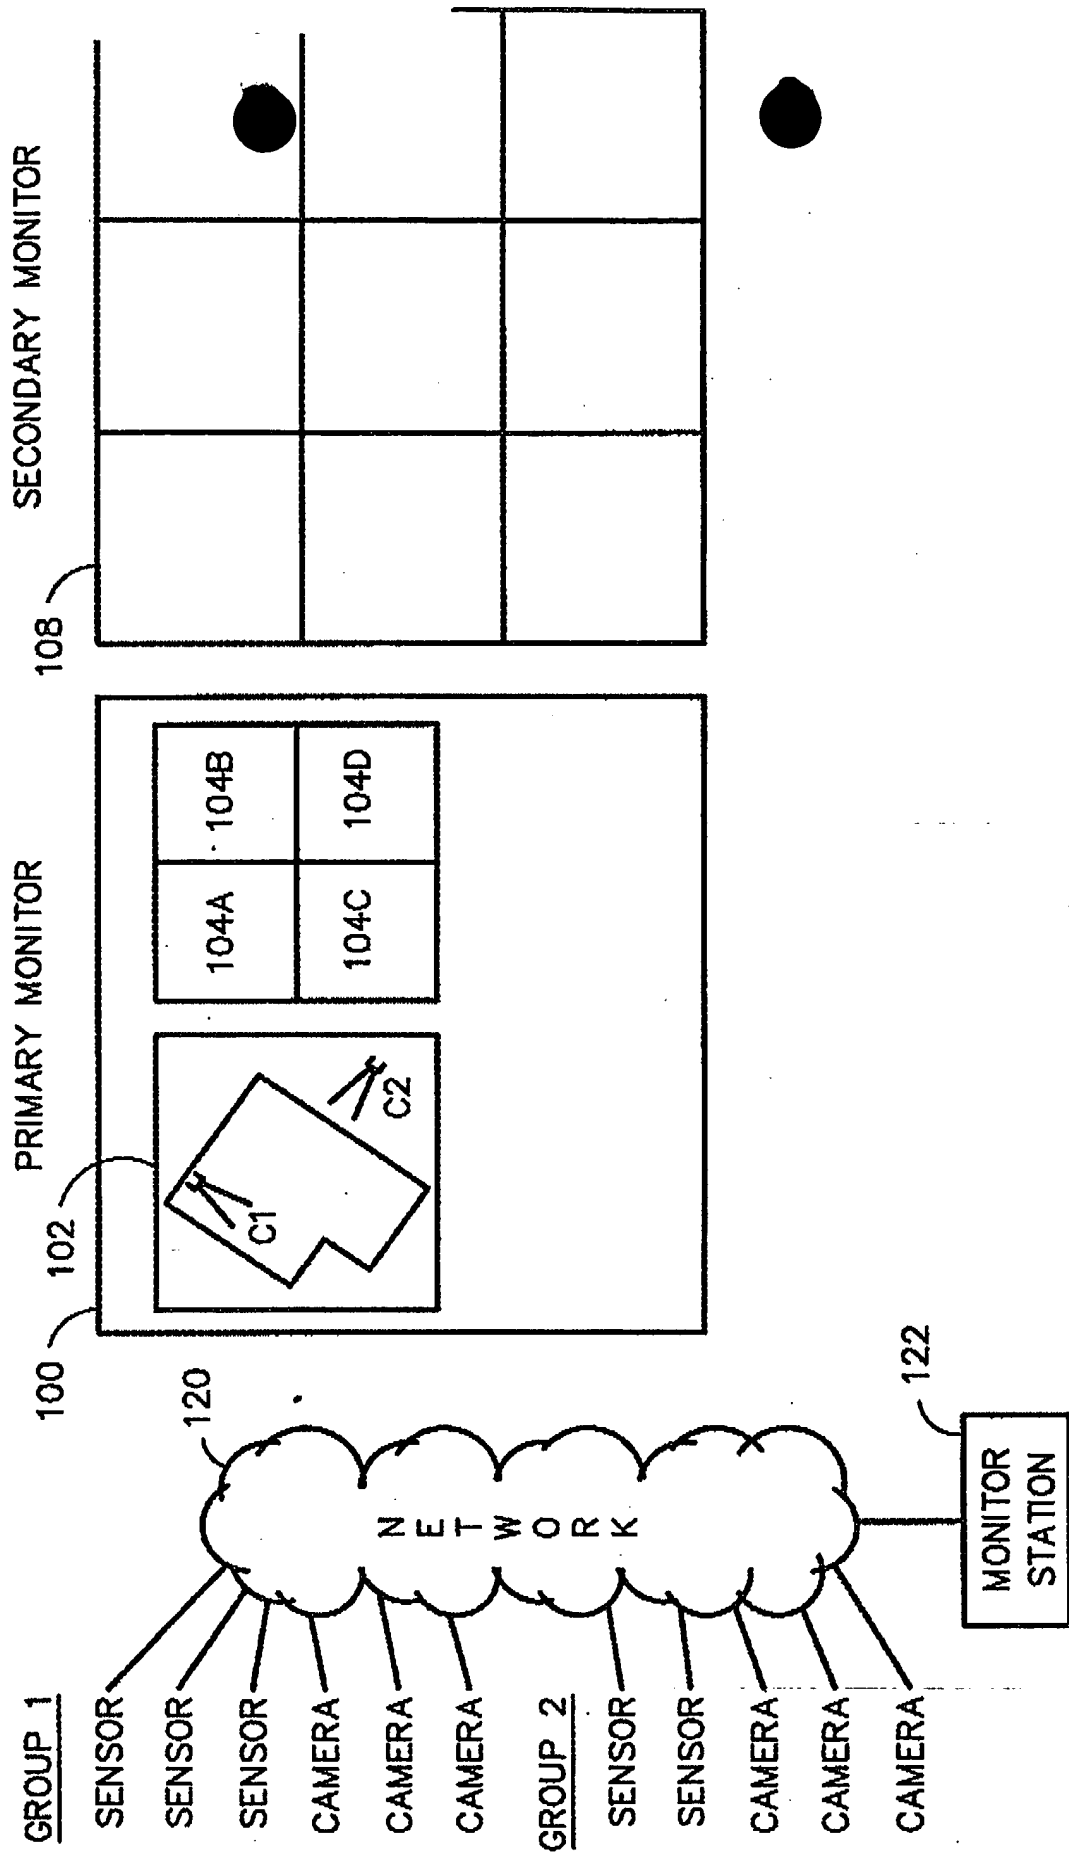 GROUP 1
SENSOR
SENSOR
SENSOR
CAMERA
CAMERA
CAMERA
GROUP 2
SENSOR
SENSOR
CAMERA
CAMERA
CAMERA
120
NETWORK
122
MONITOR
STATION
PRIMARY MONITOR
100
102
C1
C2
104A
104B
104C
104D
SECONDARY MONITOR
108